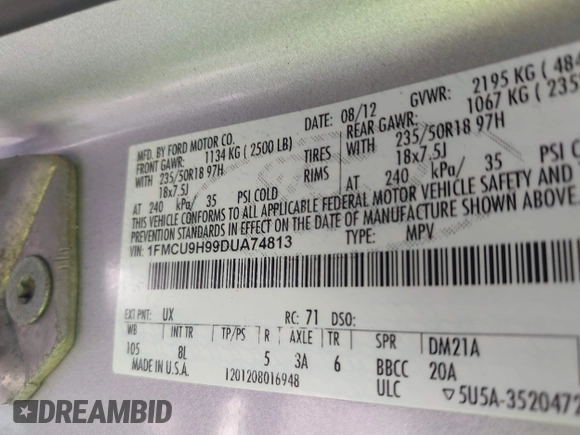 MFD. BY FORD MOTOR CO.
DATE: 08/12 GVWR: 2195 KG ( 484
FRONT GAWR: 1134 KG ( 2500 LB) REAR GAWR: 1067 KG ( 235
WITH 235/50R18 97H TIRES WITH 235/50R18 97H
18x7.5J RIMS 18x7.5J
AT 240 kPa/ 35 PSI COLD AT 240 kPa/ 35 PSI CO
THIS VEHICLE CONFORMS TO ALL APPLICABLE FEDERAL MOTOR VEHICLE SAFETY AND
PREVENTION STANDARDS IN EFFECT ON THE DATE OF MANUFACTURE SHOWN ABOVE.
VIN: 1FMCU9H99DUA74813 TYPE: MPV
EXT PNT: UX RC: 71 DSO:
WB INT TR TP/PS R AXLE TR SPR DM21A
105 8L 5 3A 6 BBCC 20A
MADE IN U.S.A. 1201208016948 ULC ▽5U5A-3520472
DREAMBID